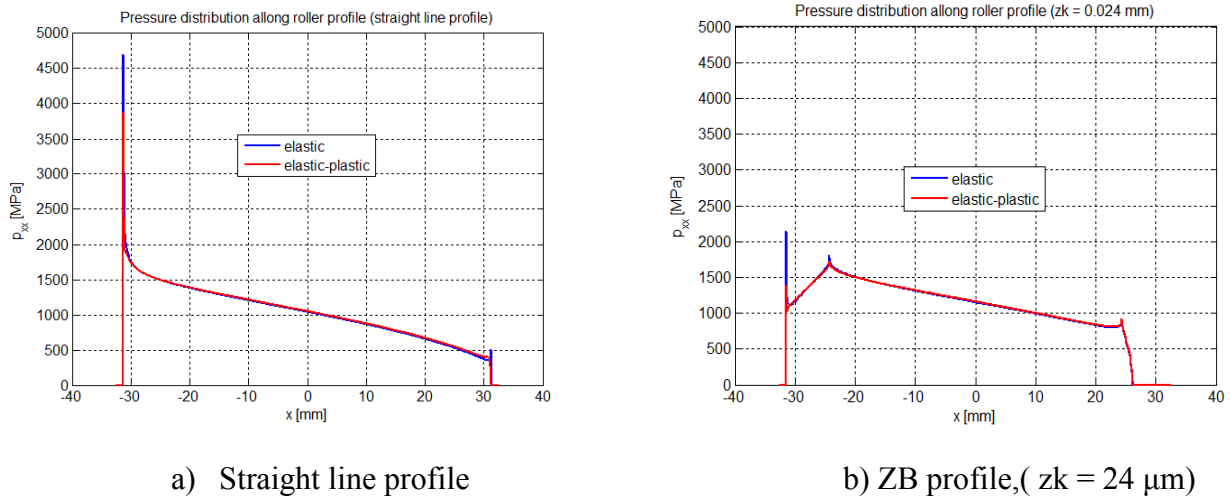 Pressure distribution allong roller profile (straight line profile)
5000
4500
4000
3500
3000
2500
2000
1500
1000
500
0
p_xx [MPa]
elastic
elastic-plastic
-40 -30 -20 -10 0 10 20 30 40
x [mm]
a) Straight line profile
Pressure distribution allong roller profile (zk = 0.024 mm)
5000
4500
4000
3500
3000
2500
2000
1500
1000
500
0
p_xx [MPa]
elastic
elastic-plastic
-40 -30 -20 -10 0 10 20 30 40
x [mm]
b) ZB profile,( zk = 24 μm)